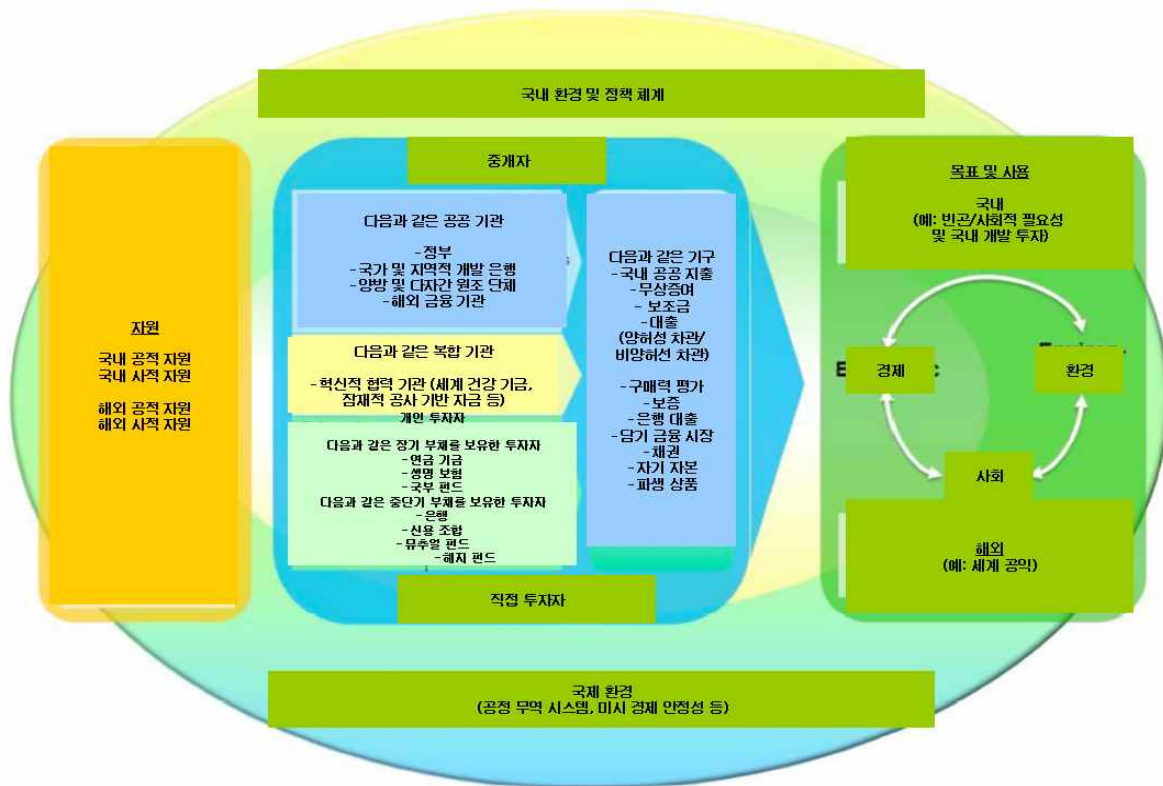 국내 환경 및 정책 체계
자원
국내 공적 자원
국내 사적 자원
해외 공적 자원
해외 사적 자원
중개자
다음과 같은 공공 기관
-정부
-국가 및 지역적 개발 은행
-양방 및 다자간 원조 단체
-해외 금융 기관
다음과 같은 복합 기관
-혁신적 협력 기관 (세계 건강 기금,
잠재적 공사 기반 자금 등)
개인 투자자
다음과 같은 장기 부채를 보유한 투자자
-연금 기금
-생명 보험
-국부 펀드
다음과 같은 중단기 부채를 보유한 투자자
-은행
-신용 조합
-뮤추얼 펀드
-헤지 펀드
다음과 같은 기구
-국내 공공 지출
-무상증여
- 보조금
-대출
(양허성 차관/
비양허선 차관)
-구매력 평가
-보증
-은행 대출
-담기 금융 시장
-채권
-자기 자본
-파생 상품
직접 투자자
목표 및 사용
국내
(예: 빈곤/사회적 필요성
및 국내 개발 투자)
경제
환경
사회
해외
(예: 세계 공익)
국제 환경
(공정 무역 시스템, 미시 경제 안정성 등)